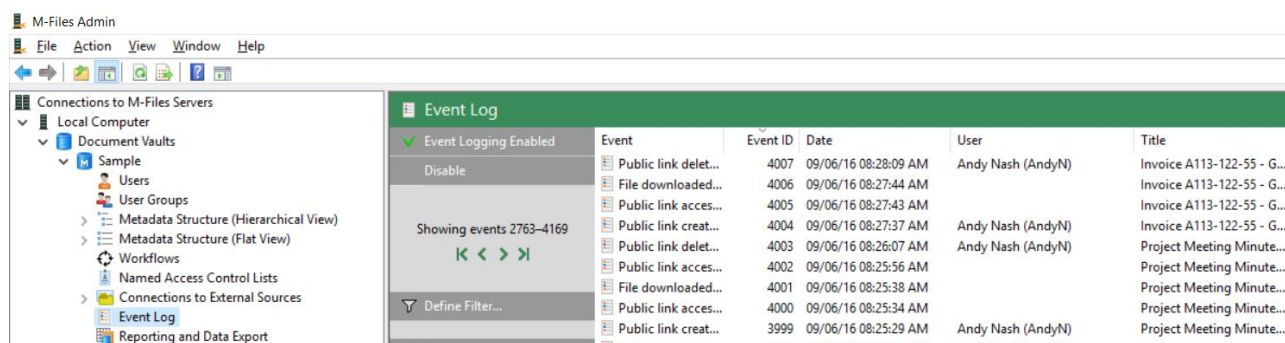 M-Files Admin
File Action View Window Help
Connections to M-Files Servers
Local Computer
Document Vaults
Sample
Users
User Groups
Metadata Structure (Hierarchical View)
Metadata Structure (Flat View)
Workflows
Named Access Control Lists
Connections to External Sources
Event Log
Reporting and Data Export
Event Log
Event Logging Enabled
Disable
Showing events 2763–4169
Define Filter...
Event Event ID Date User Title
Public link delet... 4007 09/06/16 08:28:09 AM Andy Nash (AndyN) Invoice A113-122-55 - G...
File downloaded... 4006 09/06/16 08:27:44 AM Invoice A113-122-55 - G...
Public link acces... 4005 09/06/16 08:27:43 AM Invoice A113-122-55 - G...
Public link creat... 4004 09/06/16 08:27:37 AM Andy Nash (AndyN) Invoice A113-122-55 - G...
Public link delet... 4003 09/06/16 08:26:07 AM Andy Nash (AndyN) Project Meeting Minute...
Public link acces... 4002 09/06/16 08:25:56 AM Project Meeting Minute...
File downloaded... 4001 09/06/16 08:25:38 AM Project Meeting Minute...
Public link acces... 4000 09/06/16 08:25:34 AM Project Meeting Minute...
Public link creat... 3999 09/06/16 08:25:29 AM Andy Nash (AndyN) Project Meeting Minute...